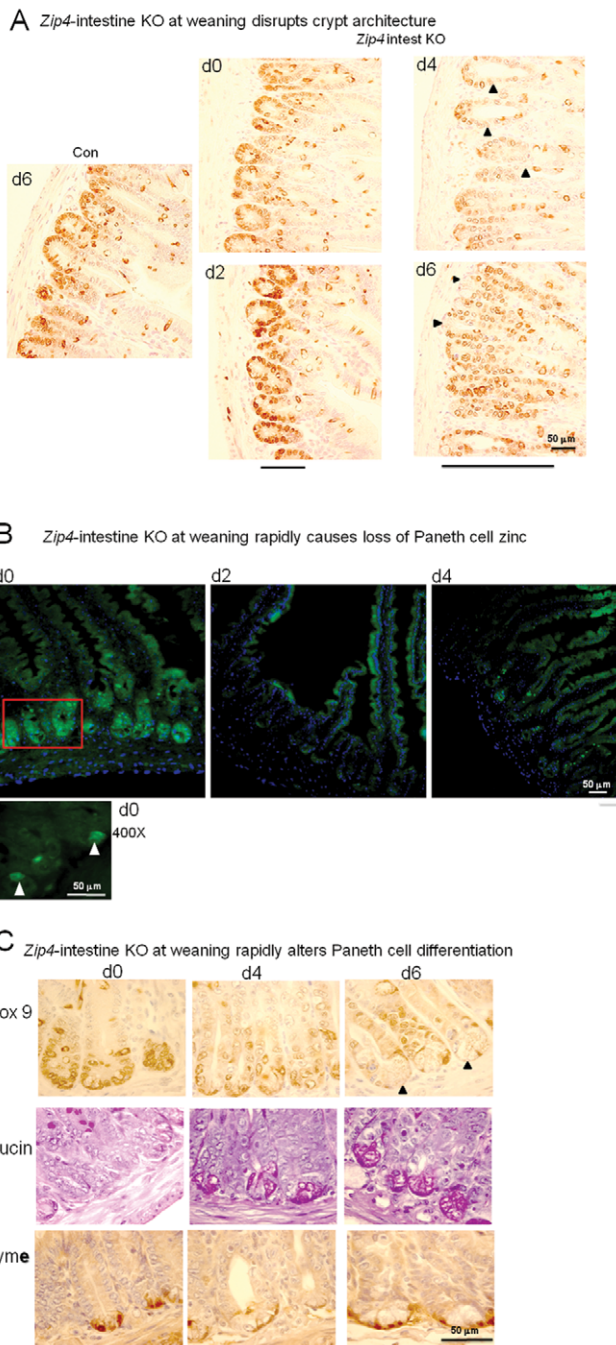 A Zip4-intestine KO at weaning disrupts crypt architecture
Zip4 intest KO
Con
d6
d0
d4
d2
d6
50 µm
B Zip4-intestine KO at weaning rapidly causes loss of Paneth cell zinc
d0
d2
d4
50 µm
d0
400X
50 µm
C Zip4-intestine KO at weaning rapidly alters Paneth cell differentiation
d0
d4
d6
ox 9
ucin
yme
50 µm